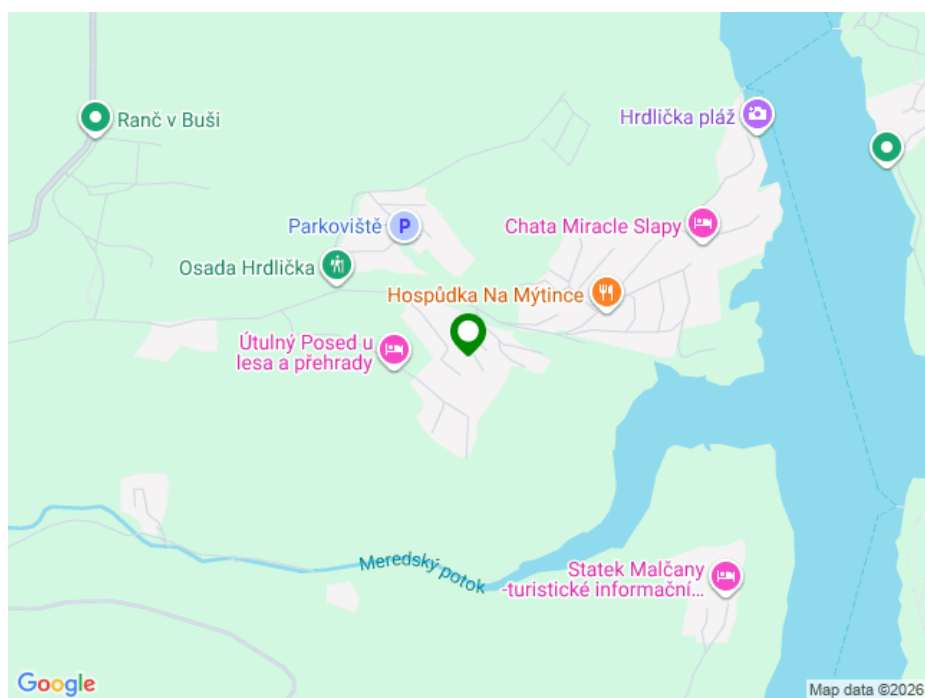 Hrdlička pláž
Ranč v Buši
Parkoviště
P
Chata Miracle Slapy
Osada Hrdlička
Hospůdka Na Mýtince
Útulný Posed u
lesa a přehrady
Meredský potok
Statek Malčany
-turistické informační...
Google
Map data ©2026